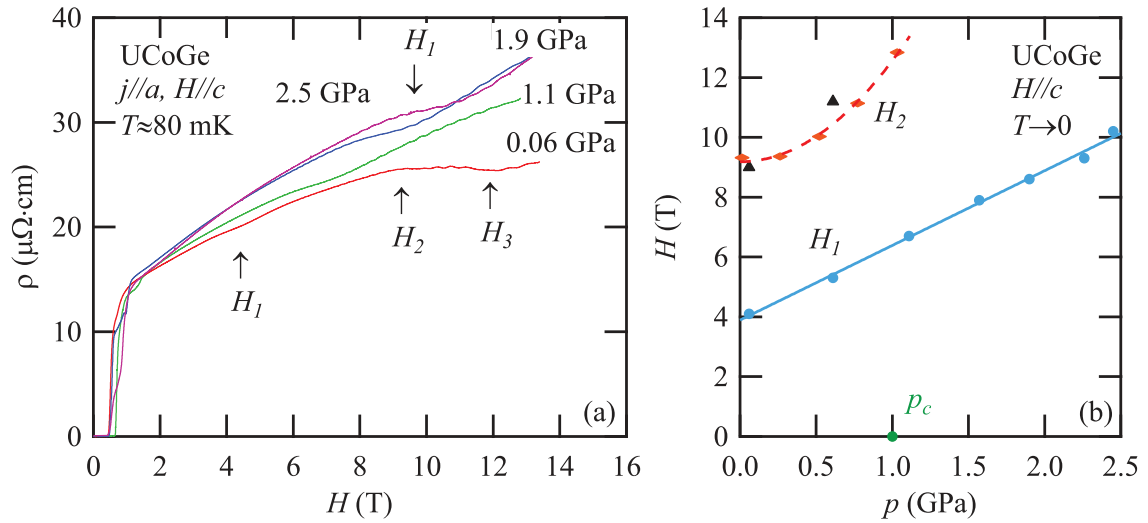 UCoGe
j//a, H//c
T≈80 mK
H1
1.9 GPa
2.5 GPa
1.1 GPa
0.06 GPa
H2
H3
H1
(a)
40
30
20
10
0
ρ (μΩ·cm)
0 2 4 6 8 10 12 14 16
H (T)
UCoGe
H//c
T→0
H2
H1
pc
(b)
14
12
10
8
6
4
2
0
H (T)
0.0 0.5 1.0 1.5 2.0 2.5
p (GPa)